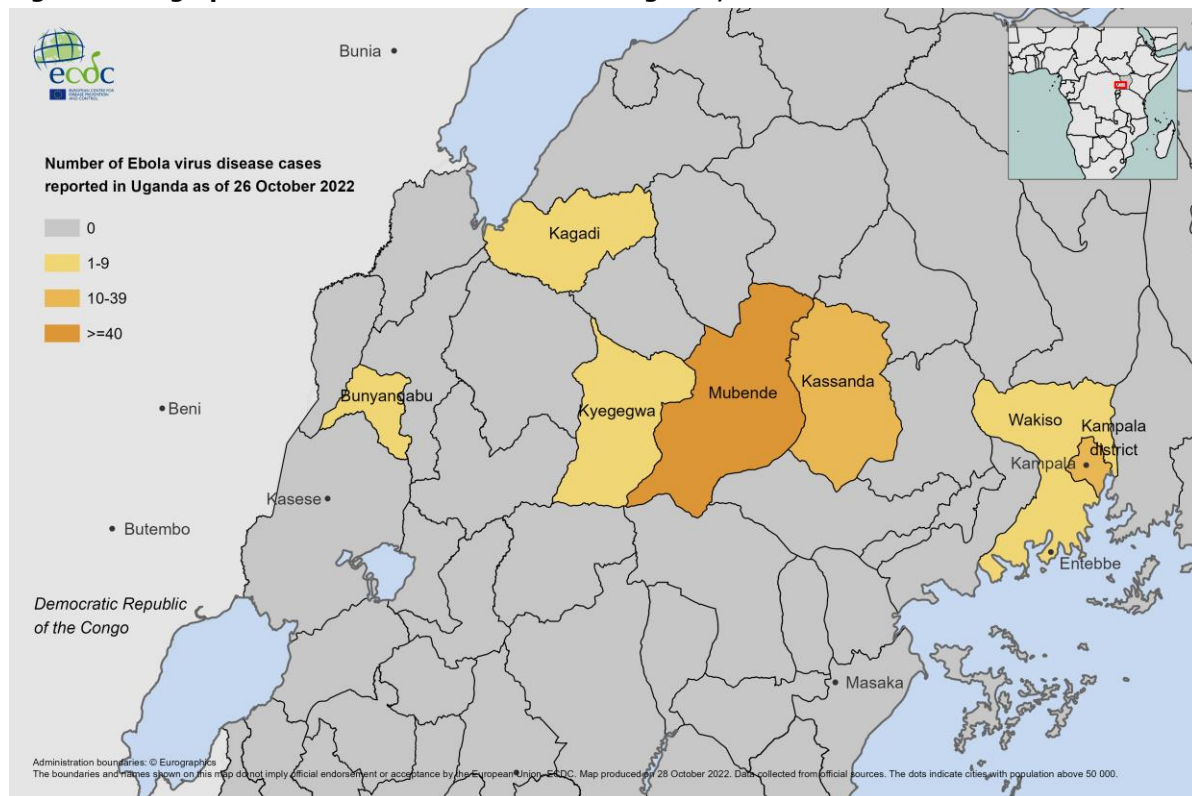 ecdc
EUROPEAN CENTRE FOR
DISEASE PREVENTION
AND CONTROL
Number of Ebola virus disease cases
reported in Uganda as of 26 October 2022
0
1-9
10-39
>=40
Bunia
Kagadi
Bunyangabu
Beni
Kyegegwa
Mubende
Kassanda
Wakiso
Kampala
district
Kampala
Kasese
Butembo
Entebbe
Democratic Republic
of the Congo
Masaka
Administration boundaries: © Eurographics
The boundaries and names shown on this map do not imply official endorsement or acceptance by the European Union. ECDC. Map produced on 28 October 2022. Data collected from official sources. The dots indicate cities with population above 50 000.